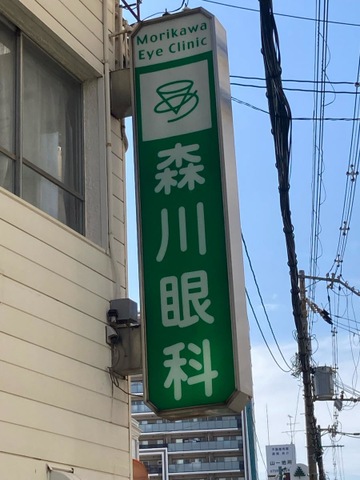 Morikawa
Eye Clinic
森川眼科